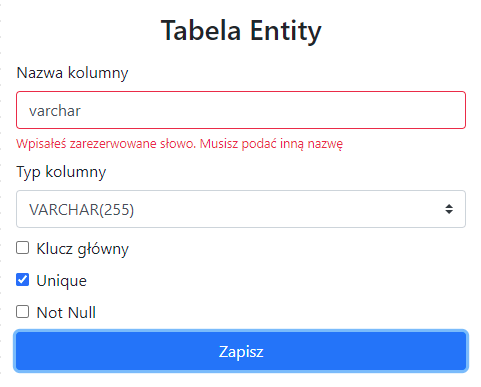 Tabela Entity
Nazwa kolumny
varchar
Wpisałeś zarezerwowane słowo. Musisz podać inną nazwę
Typ kolumny
VARCHAR(255)
Klucz główny
Unique
Not Null
Zapisz